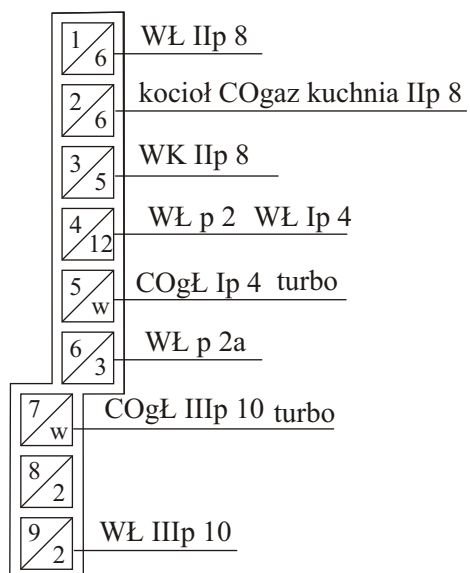 1/6 WŁ IIp 8
2/6 kocioł COgaz kuchnia IIp 8
3/5 WK IIp 8
4/12 WŁ p 2 WŁ Ip 4
5/w COgŁ Ip 4 turbo
6/3 WŁ p 2a
7/w COgŁ IIIp 10 turbo
8/2
9/2 WŁ IIIp 10